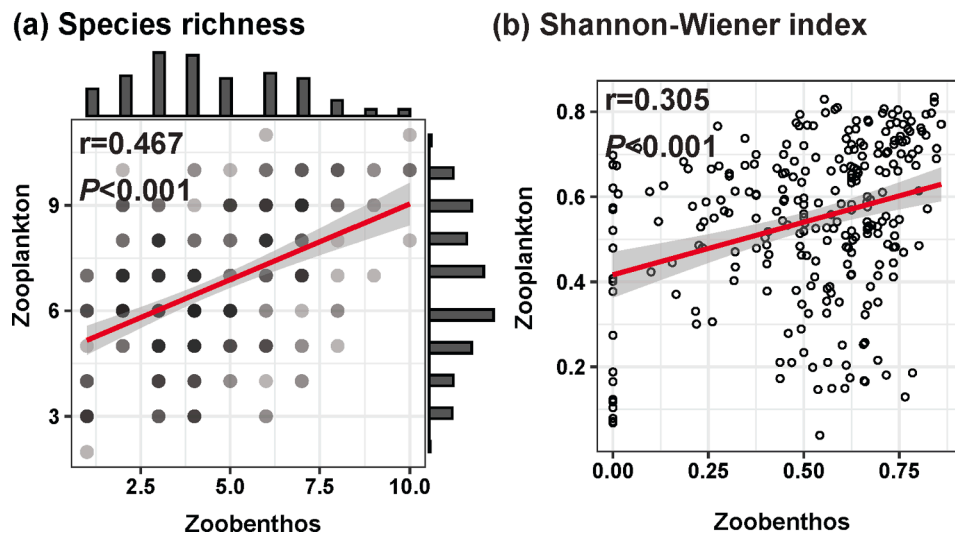 (a) Species richness
r=0.467
P<0.001
Zooplankton
9
6
3
2.5 5.0 7.5 10.0
Zoobenthos
(b) Shannon-Wiener index
r=0.305
P<0.001
Zooplankton
0.8
0.6
0.4
0.2
0.00 0.25 0.50 0.75
Zoobenthos